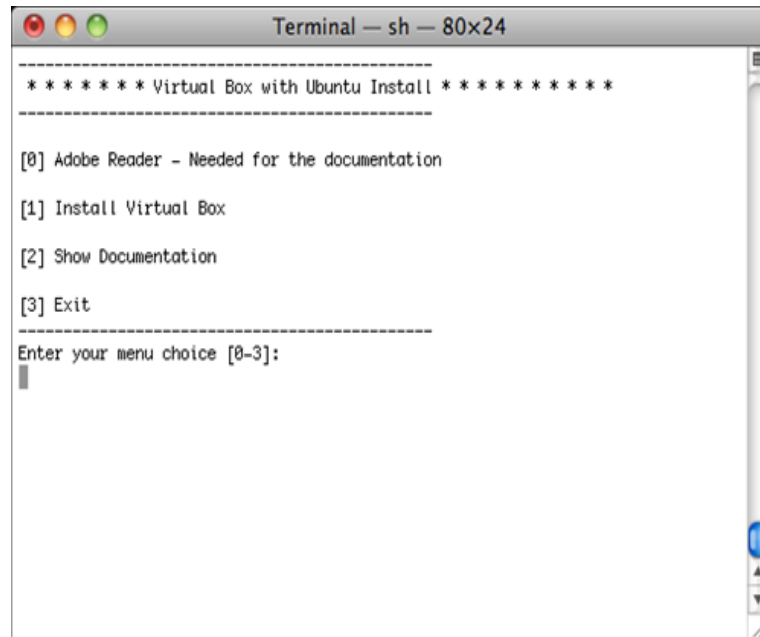 Terminal — sh — 80×24
----------------------------------------------
* * * * * * * Virtual Box with Ubuntu Install * * * * * * * * * *
----------------------------------------------
[0] Adobe Reader - Needed for the documentation
[1] Install Virtual Box
[2] Show Documentation
[3] Exit
----------------------------------------------
Enter your menu choice [0-3]: